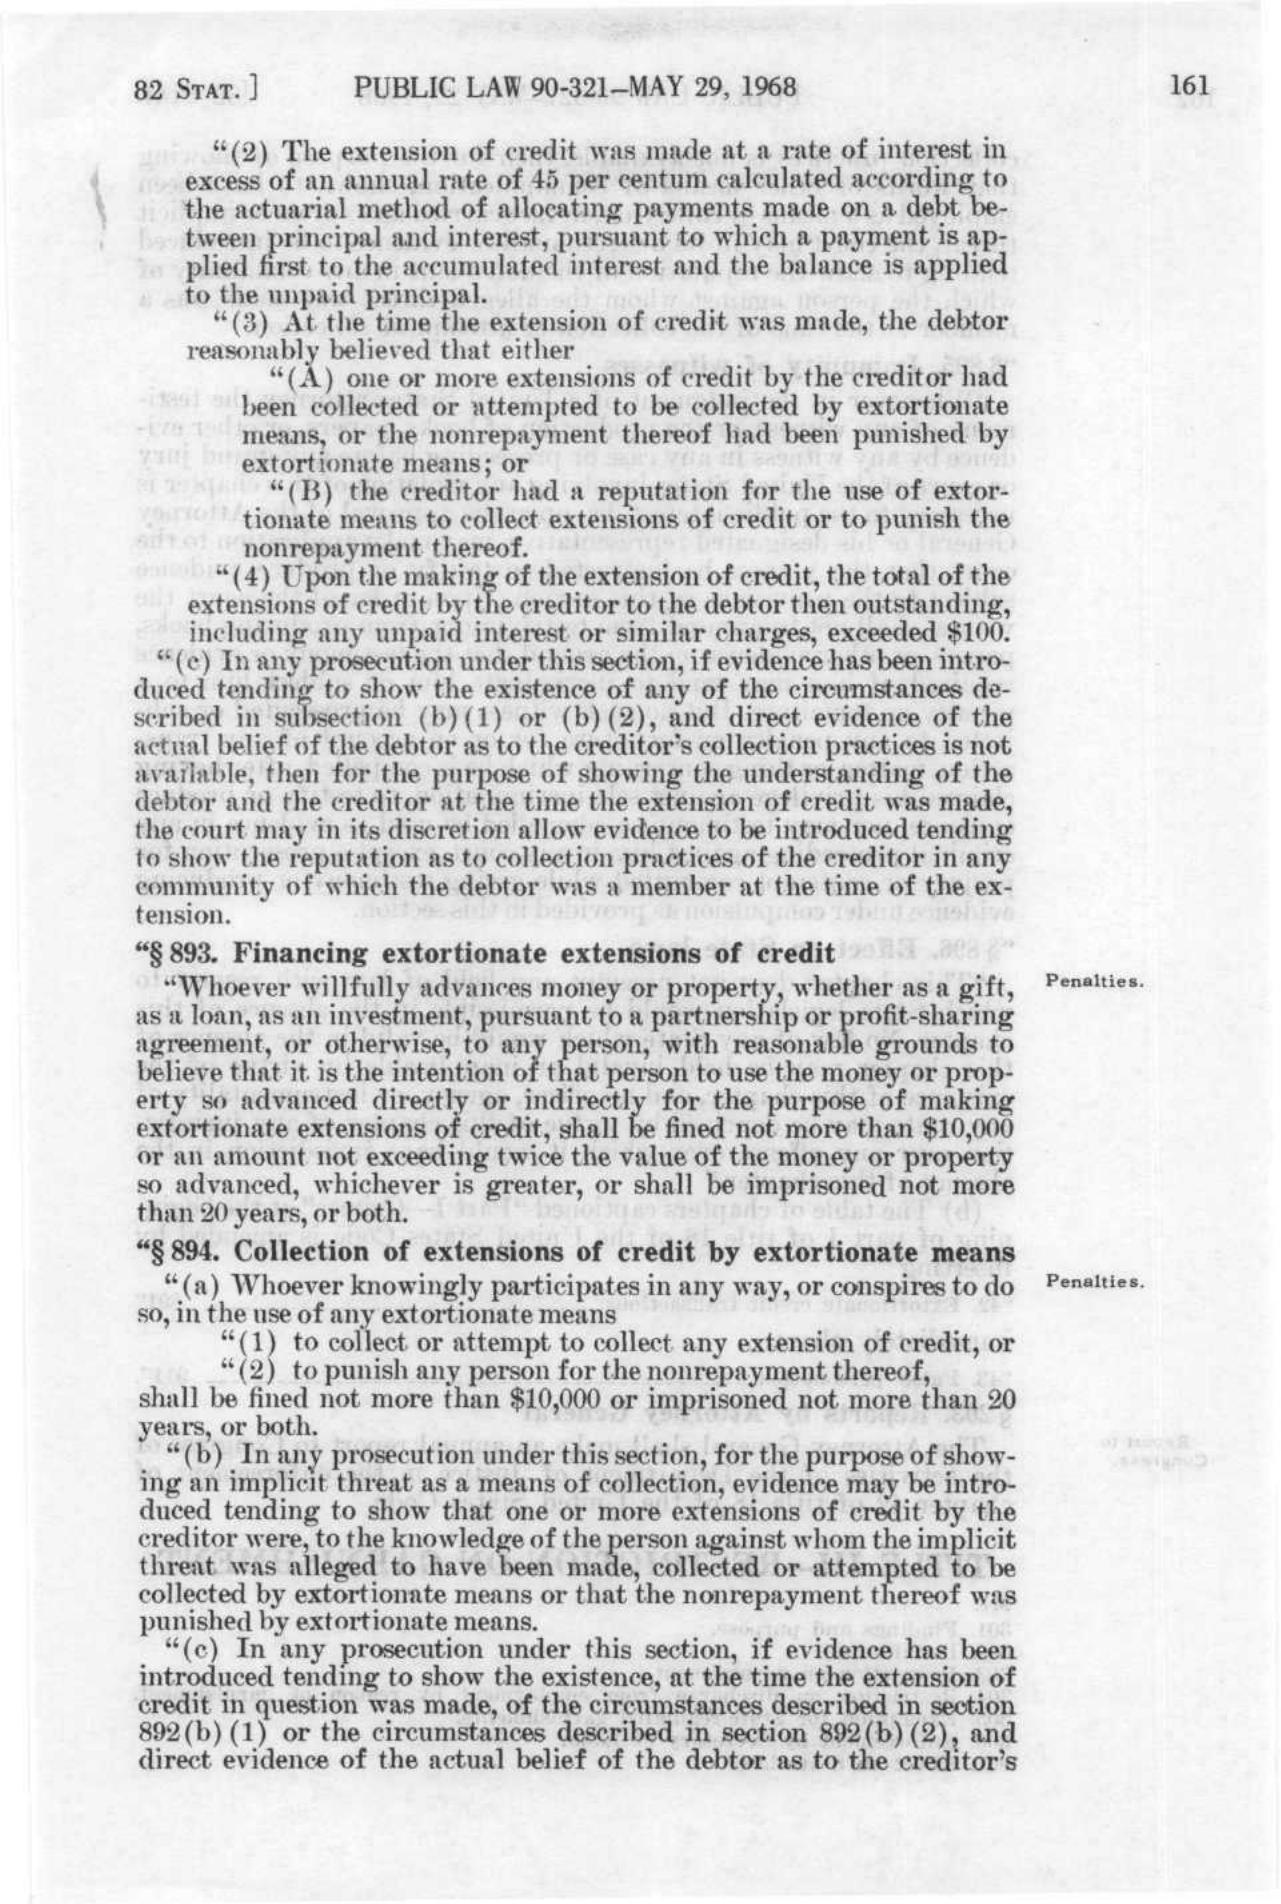 82 STAT. ] PUBLIC LAW 90-321-MAY 29, 1968 161
"(2) The extension of credit was made at a rate of interest in
excess of an annual rate of 45 per centum calculated according to
the actuarial method of allocating payments made on a debt be-
tween principal and interest, pursuant to which a payment is ap-
plied first to the accumulated interest and the balance is applied
to the unpaid principal.
"(3) At the time the extension of credit was made, the debtor
reasonably believed that either
"(A) one or more extensions of credit by the creditor had
been collected or attempted to be collected by extortionate
means, or the nonrepayment thereof had been punished by
extortionate means; or
"(B) the creditor had a reputation for the use of extor-
tionate means to collect extensions of credit or to punish the
nonrepayment thereof.
"(4) Upon the making of the extension of credit, the total of the
extensions of credit by the creditor to the debtor then outstanding,
including any unpaid interest or similar charges, exceeded $100.
"(c) In any prosecution under this section, if evidence has been intro-
duced tending to show the existence of any of the circumstances de-
scribed in subsection (b)(1) or (b)(2), and direct evidence of the
actual belief of the debtor as to the creditor's collection practices is not
available, then for the purpose of showing the understanding of the
debtor and the creditor at the time the extension of credit was made,
the court may in its discretion allow evidence to be introduced tending
to show the reputation as to collection practices of the creditor in any
community of which the debtor was a member at the time of the ex-
tension.
"§ 893. Financing extortionate extensions of credit
"Whoever willfully advances money or property, whether as a gift, Penalties.
as a loan, as an investment, pursuant to a partnership or profit-sharing
agreement, or otherwise, to any person, with reasonable grounds to
believe that it is the intention of that person to use the money or prop-
erty so advanced directly or indirectly for the purpose of making
extortionate extensions of credit, shall be fined not more than $10,000
or an amount not exceeding twice the value of the money or property
so advanced, whichever is greater, or shall be imprisoned not more
than 20 years, or both.
"§ 894. Collection of extensions of credit by extortionate means
"(a) Whoever knowingly participates in any way, or conspires to do Penalties.
so, in the use of any extortionate means
"(1) to collect or attempt to collect any extension of credit, or
"(2) to punish any person for the nonrepayment thereof,
shall be fined not more than $10,000 or imprisoned not more than 20
years, or both.
"(b) In any prosecution under this section, for the purpose of show-
ing an implicit threat as a means of collection, evidence may be intro-
duced tending to show that one or more extensions of credit by the
creditor were, to the knowledge of the person against whom the implicit
threat was alleged to have been made, collected or attempted to be
collected by extortionate means or that the nonrepayment thereof was
punished by extortionate means.
"(c) In any prosecution under this section, if evidence has been
introduced tending to show the existence, at the time the extension of
credit in question was made, of the circumstances described in section
892(b)(1) or the circumstances described in section 892(b)(2), and
direct evidence of the actual belief of the debtor as to the creditor's